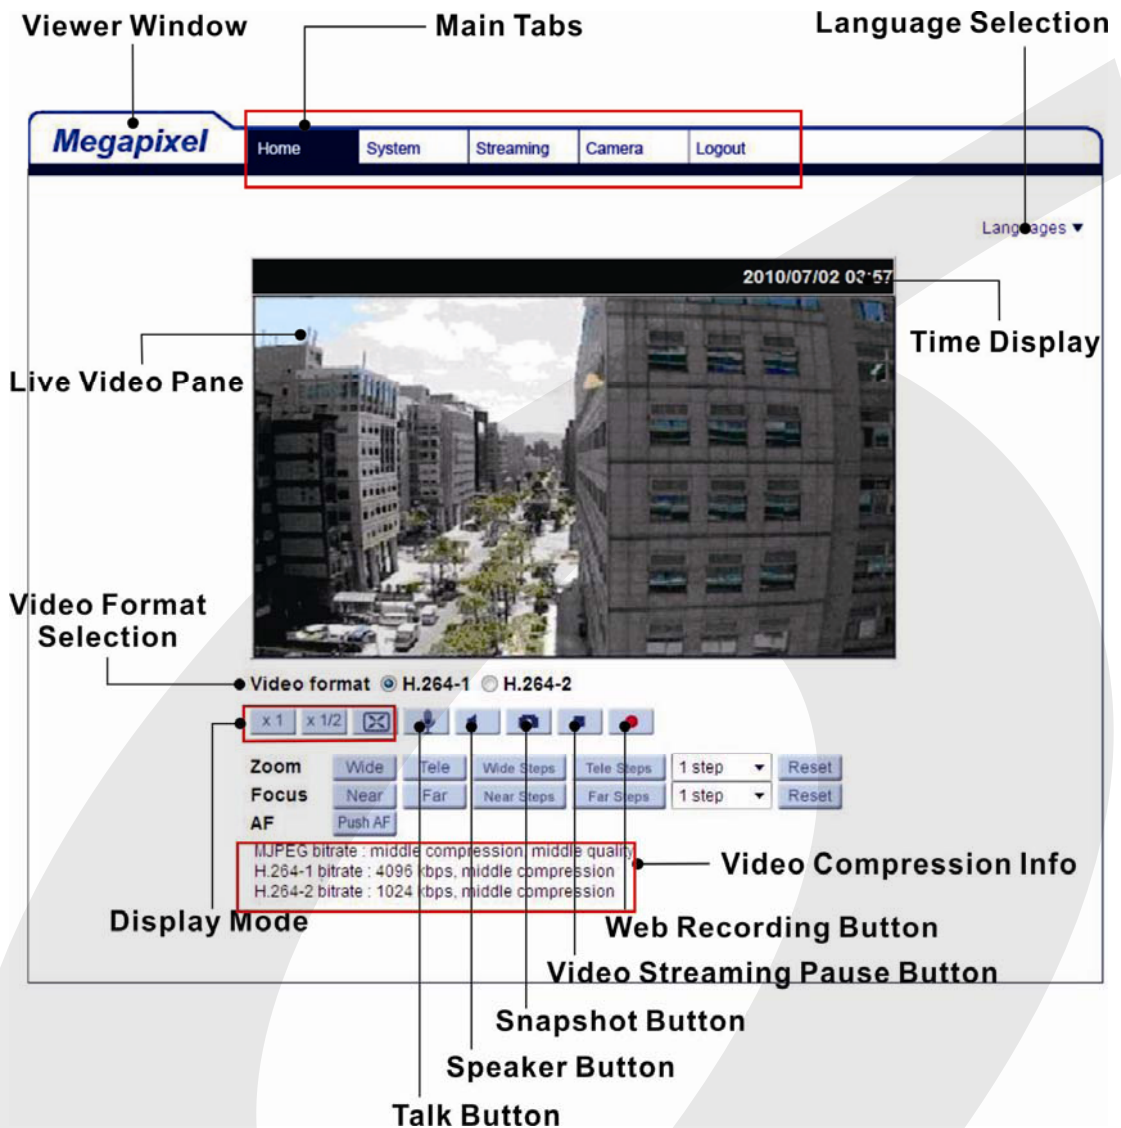 Viewer Window
Main Tabs
Language Selection
Megapixel
Home
System
Streaming
Camera
Logout
Languages
2010/07/02 03:57
Time Display
Live Video Pane
Video Format
Selection
Video format H.264-1 H.264-2
x 1
x 1/2
Zoom Wide Tele Wide Steps Tele Steps 1 step Reset
Focus Near Far Near Steps Far Steps 1 step Reset
AF Push AF
MJPEG bitrate : middle compression, middle quality
H.264-1 bitrate : 4096 kbps, middle compression
H.264-2 bitrate : 1024 kbps, middle compression
Video Compression Info
Display Mode
Web Recording Button
Video Streaming Pause Button
Snapshot Button
Speaker Button
Talk Button